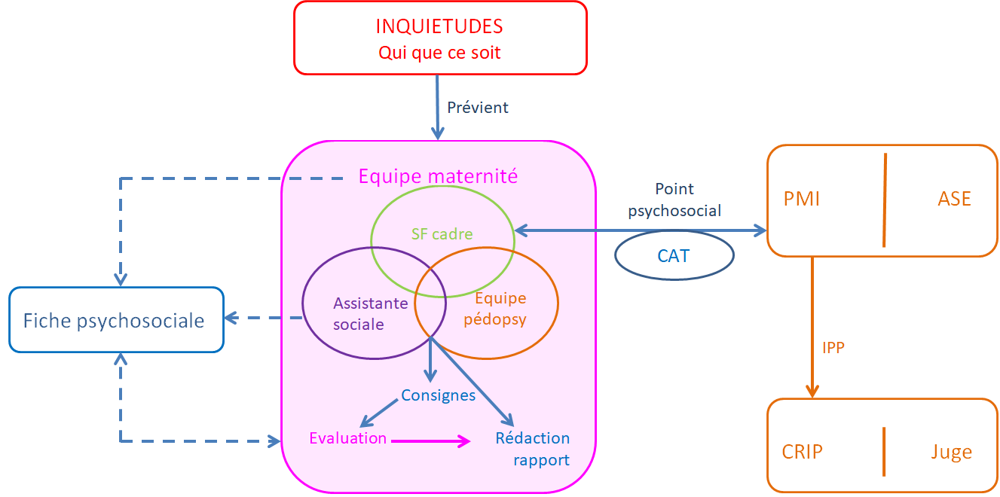 INQUIETUDES
Qui que ce soit
Prévient
Equipe maternité
SF cadre
Assistante
sociale
Equipe
pédopsy
Consignes
Evaluation
Rédaction
rapport
Fiche psychosociale
Point
psychosocial
CAT
PMI
ASE
IPP
CRIP
Juge